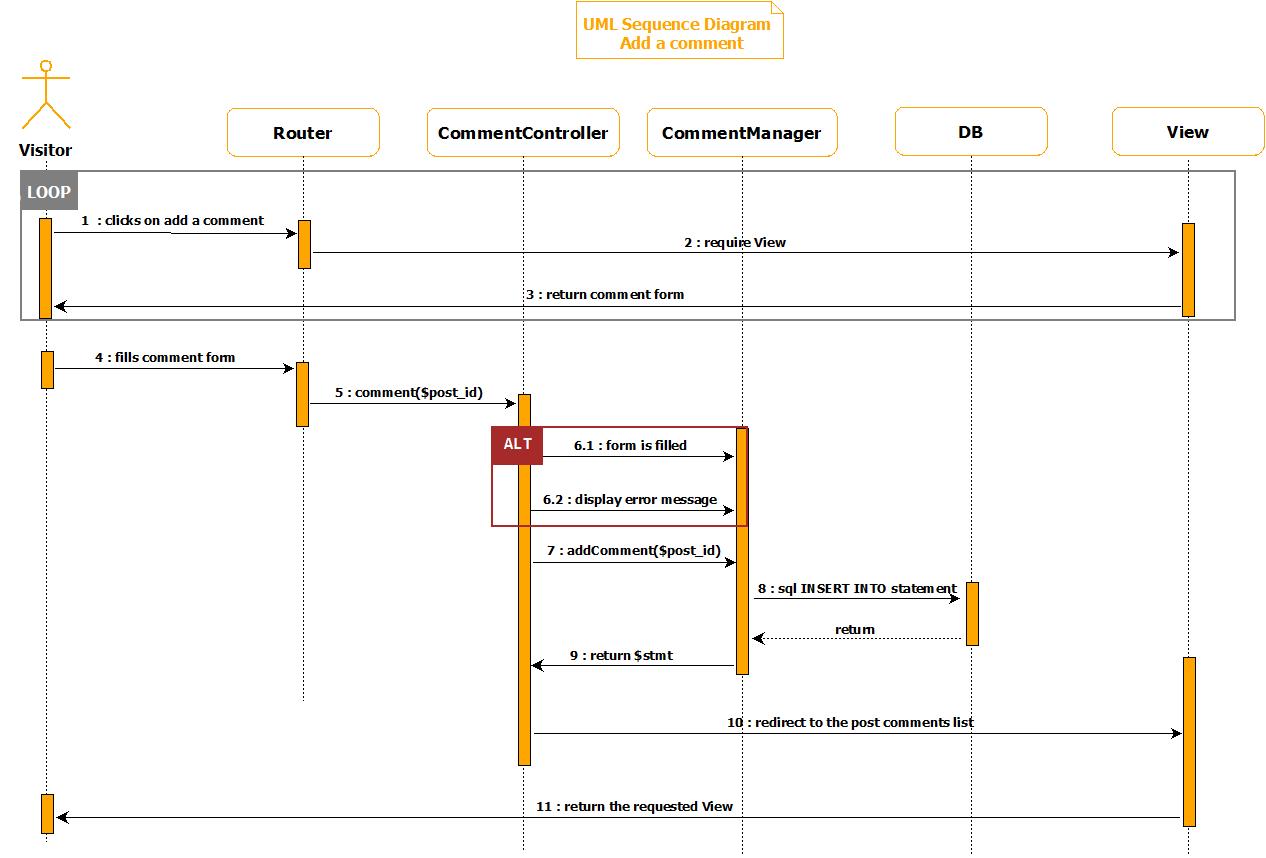 UML Sequence Diagram
Add a comment
Visitor
Router
CommentController
CommentManager
DB
View
LOOP
1 : clicks on add a comment
2 : require View
3 : return comment form
4 : fills comment form
5 : comment($post_id)
ALT
6.1 : form is filled
6.2 : display error message
7 : addComment($post_id)
8 : sql INSERT INTO statement
return
9 : return $stmt
10 : redirect to the post comments list
11 : return the requested View